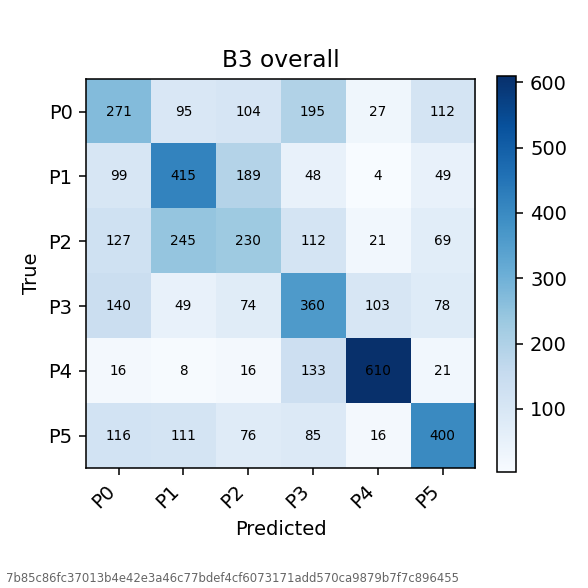 B3 overall
P0 271 95 104 195 27 112
P1 99 415 189 48 4 49
P2 127 245 230 112 21 69
P3 140 49 74 360 103 78
P4 16 8 16 133 610 21
P5 116 111 76 85 16 400
P0 P1 P2 P3 P4 P5
True
Predicted
600
500
400
300
200
100
7b85c86fc37013b4e42e3a46c77bdef4cf6073171add570ca9879b7f7c896455